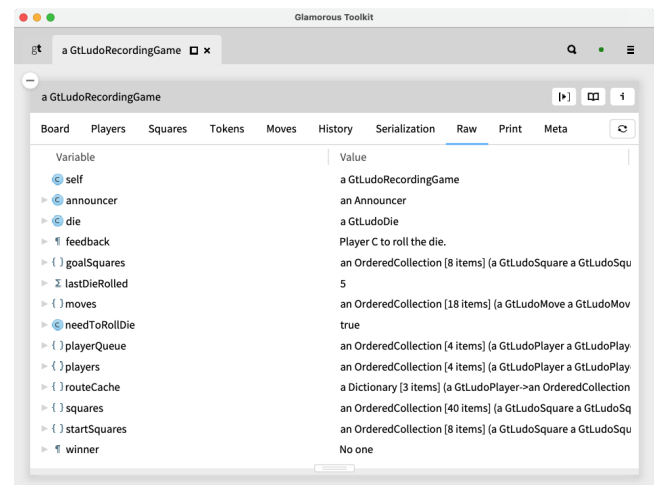 Glamorous Toolkit
gt a GtLudoRecordingGame
a GtLudoRecordingGame
Board Players Squares Tokens Moves History Serialization Raw Print Meta
Variable Value
self a GtLudoRecordingGame
announcer an Announcer
die a GtLudoDie
feedback Player C to roll the die.
goalSquares an OrderedCollection [8 items] (a GtLudoSquare a GtLudoSqu
lastDieRolled 5
moves an OrderedCollection [18 items] (a GtLudoMove a GtLudoMov
needToRollDie true
playerQueue an OrderedCollection [4 items] (a GtLudoPlayer a GtLudoPlay
players an OrderedCollection [4 items] (a GtLudoPlayer a GtLudoPlay
routeCache a Dictionary [3 items] (a GtLudoPlayer->an OrderedCollection
squares an OrderedCollection [40 items] (a GtLudoSquare a GtLudoSq
startSquares an OrderedCollection [8 items] (a GtLudoSquare a GtLudoSqu
winner No one